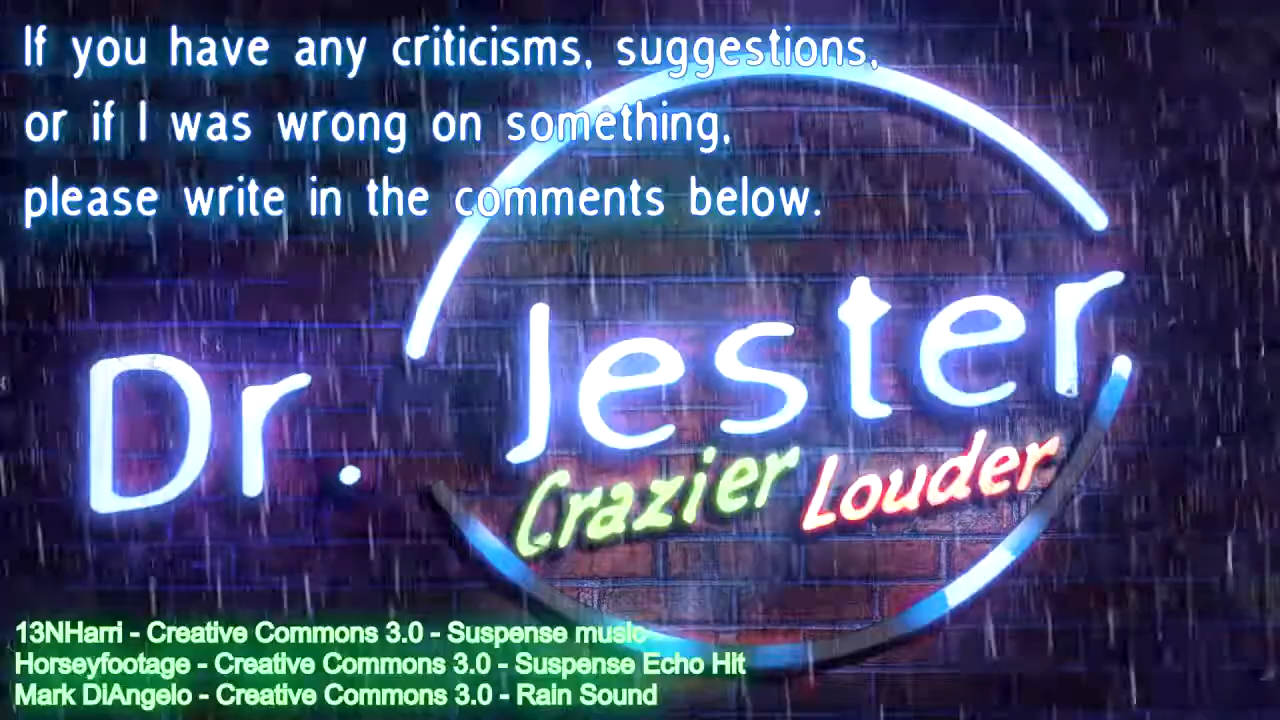 If you have any criticisms, suggestions,
or if I was wrong on something,
please write in the comments below.
Dr. Jester
Crazier Louder
13NHarri - Creative Commons 3.0 - Suspense music
Horseyfootage - Creative Commons 3.0 - Suspense Echo Hit
Mark DiAngelo - Creative Commons 3.0 - Rain Sound